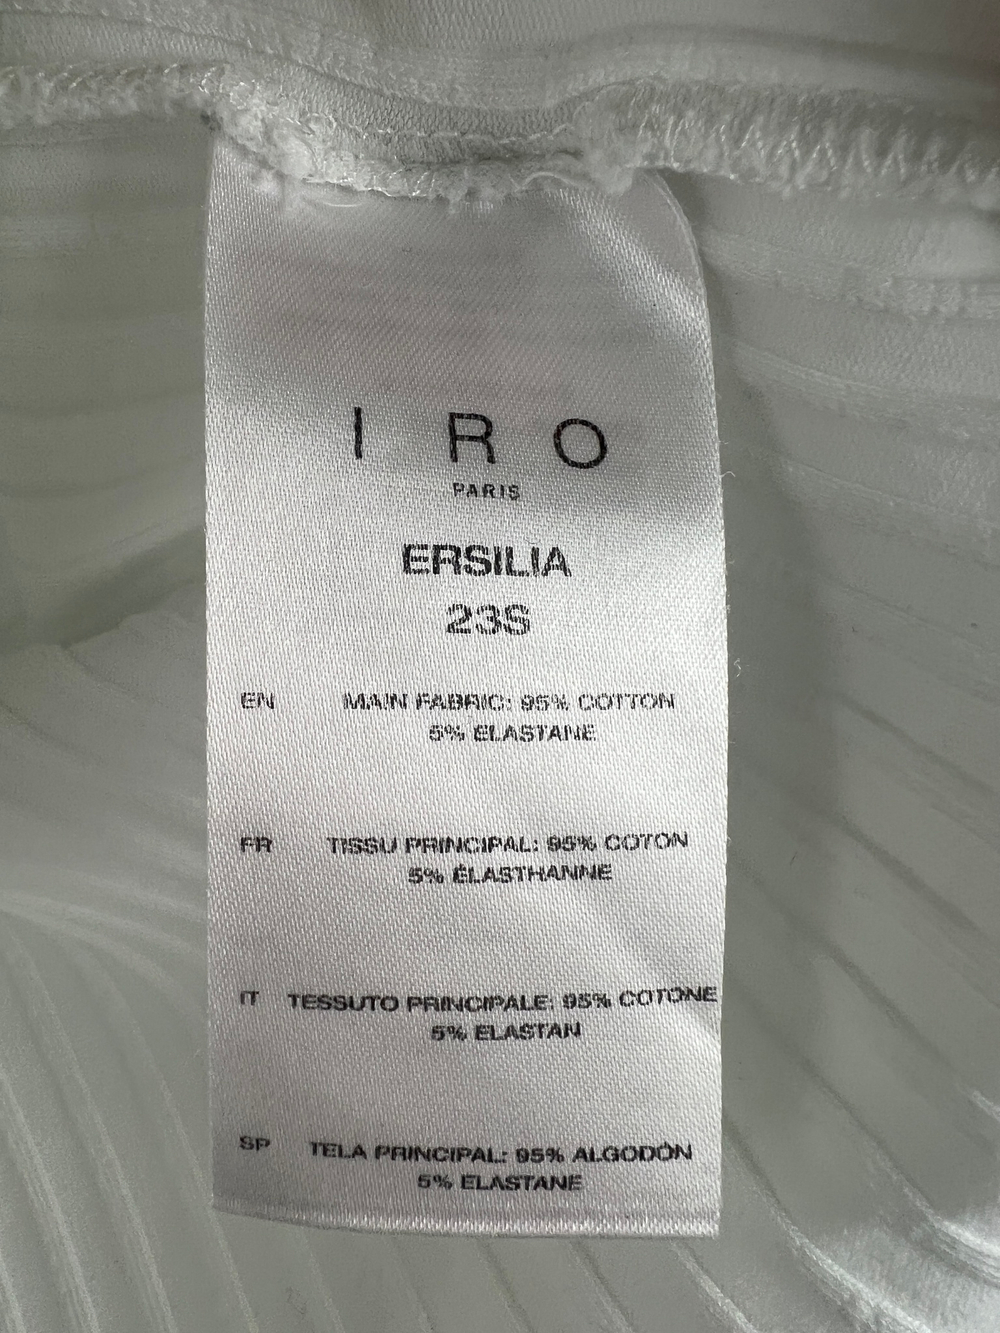 IRO
PARIS
ERSILIA
23S
EN MAIN FABRIC: 95% COTTON
5% ELASTANE
FR TISSU PRINCIPAL: 95% COTON
5% ÉLASTHANNE
IT TESSUTO PRINCIPALE: 95% COTONE
5% ELASTAN
SP TELA PRINCIPAL: 95% ALGODÓN
5% ELASTANE